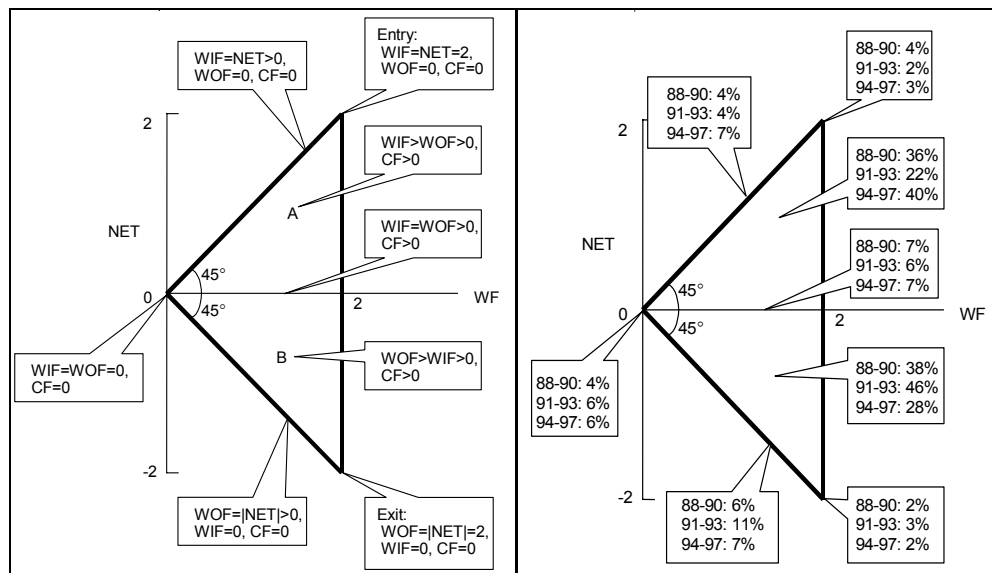 WIF=NET>0,
WOF=0, CF=0
Entry:
WIF=NET=2,
WOF=0, CF=0
2
WIF>WOF>0,
CF>0
A
WIF=WOF>0,
CF>0
NET
45°
0
2
WF
45°
WIF=WOF=0,
CF=0
B
WOF>WIF>0,
CF>0
-2
WOF=|NET|>0,
WIF=0, CF=0
Exit:
WOF=|NET|=2,
WIF=0, CF=0
88-90: 4%
91-93: 2%
94-97: 3%
88-90: 4%
91-93: 4%
94-97: 7%
2
88-90: 36%
91-93: 22%
94-97: 40%
NET
88-90: 7%
91-93: 6%
94-97: 7%
45°
0
2
WF
45°
88-90: 4%
91-93: 6%
94-97: 6%
88-90: 38%
91-93: 46%
94-97: 28%
-2
88-90: 6%
91-93: 11%
94-97: 7%
88-90: 2%
91-93: 3%
94-97: 2%